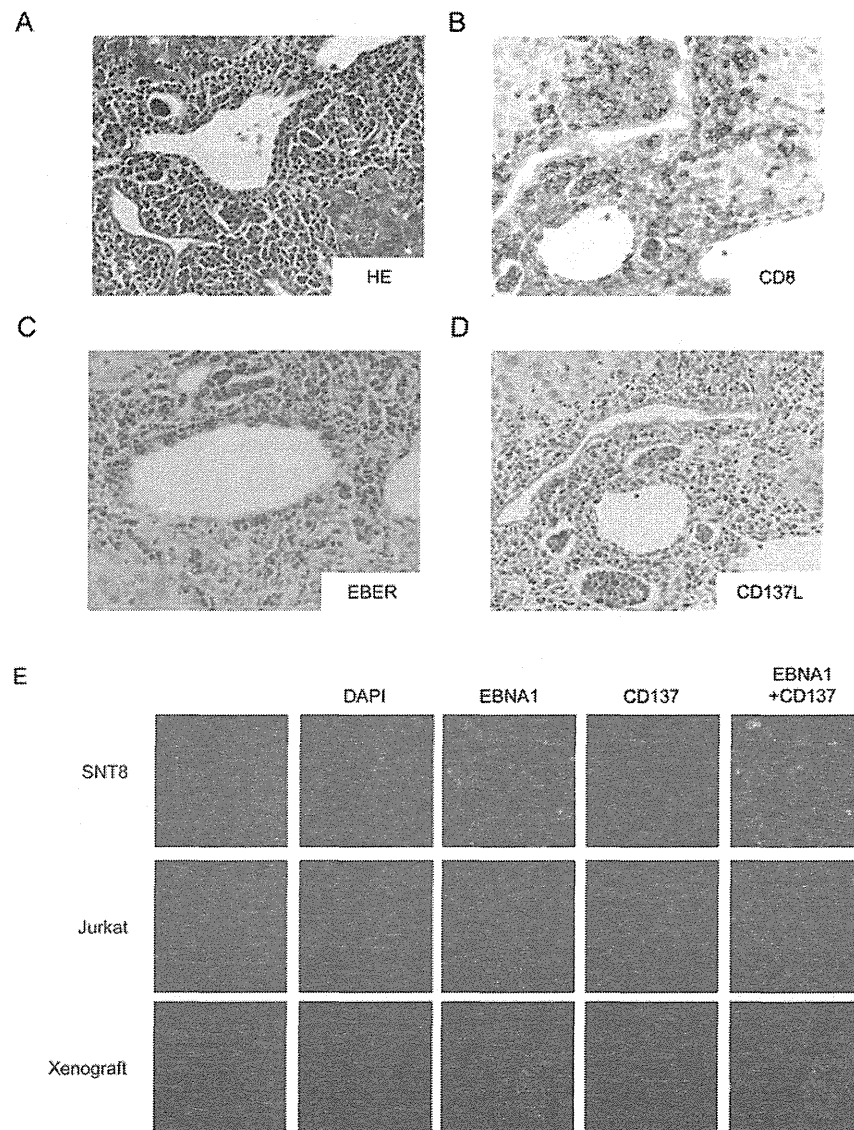 A
B
HE
CD8
C
D
EBER
CD137L
E
DAPI
EBNA1
CD137
EBNA1
+CD137
SNT8
Jurkat
Xenograft